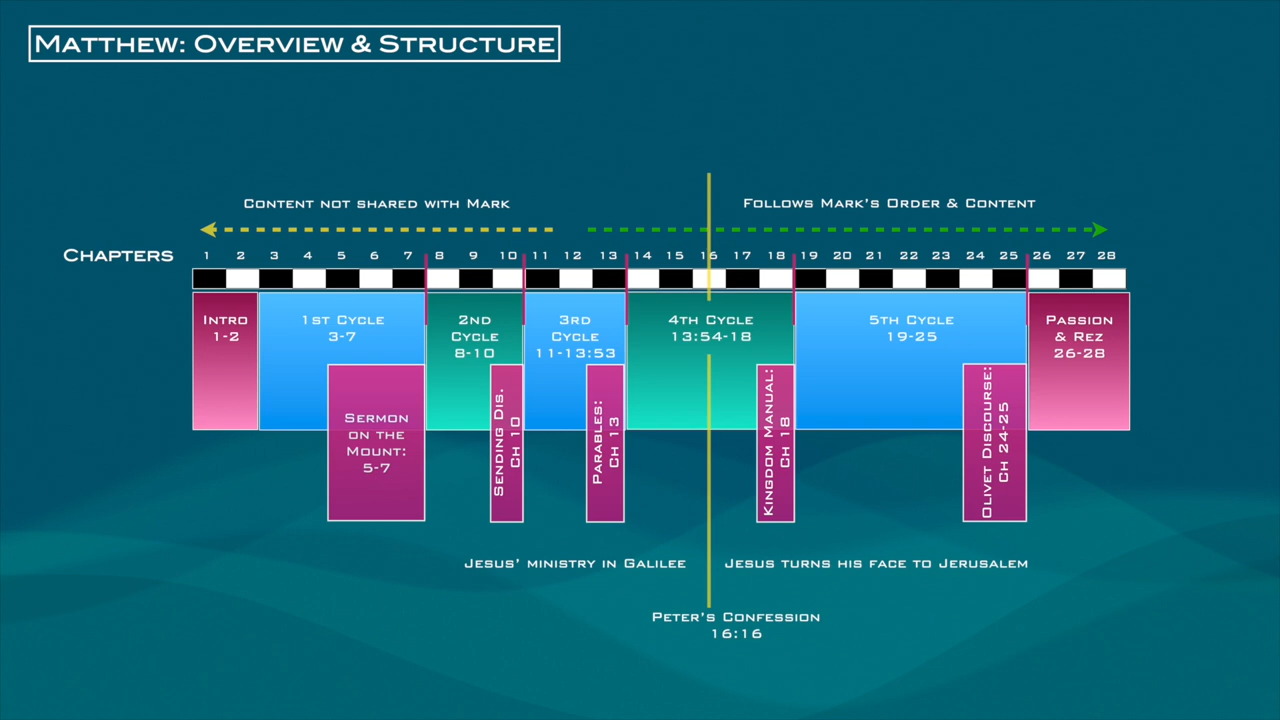 Matthew: Overview & Structure
Content not shared with Mark
Follows Mark's Order & Content
Chapters 1 2 3 4 5 6 7 8 9 10 11 12 13 14 15 16 17 18 19 20 21 22 23 24 25 26 27 28
Intro
1-2
1st Cycle
3-7
2nd
Cycle
8-10
3rd
Cycle
11-13:53
4th Cycle
13:54-18
5th Cycle
19-25
Passion
& Rez
26-28
Sermon
on the
Mount:
5-7
Sending Dis.
Ch 10
Parables:
Ch 13
Kingdom Manual:
Ch 18
Olivet Discourse:
Ch 24-25
Jesus' ministry in Galilee
Jesus turns his face to Jerusalem
Peter's Confession
16:16